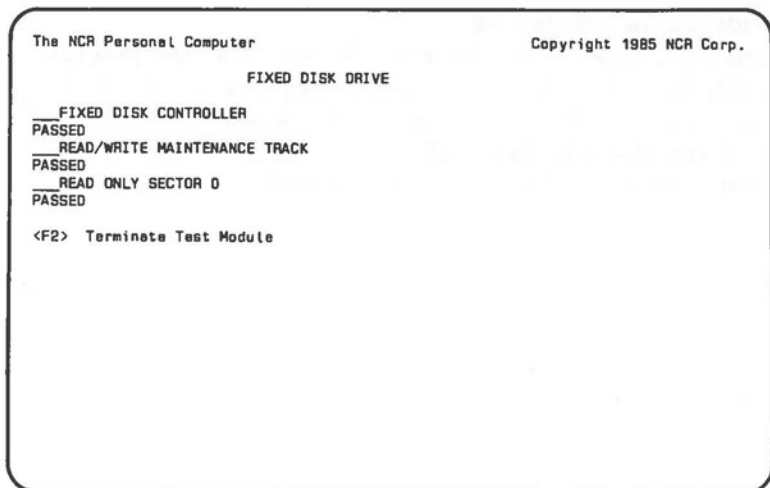 The NCR Personal Computer Copyright 1985 NCR Corp.
FIXED DISK DRIVE
___FIXED DISK CONTROLLER
PASSED
___READ/WRITE MAINTENANCE TRACK
PASSED
___READ ONLY SECTOR 0
PASSED
<F2> Terminate Test Module